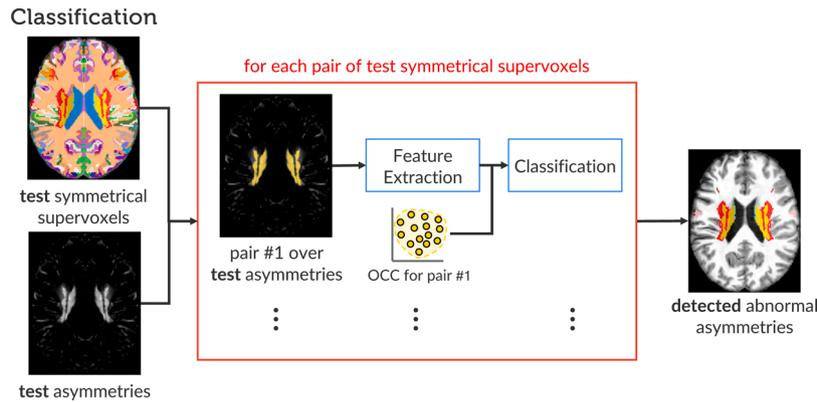 Classification
for each pair of test symmetrical supervoxels
test symmetrical
supervoxels
test asymmetries
pair #1 over
test asymmetries
Feature
Extraction
OCC for pair #1
Classification
detected abnormal
asymmetries